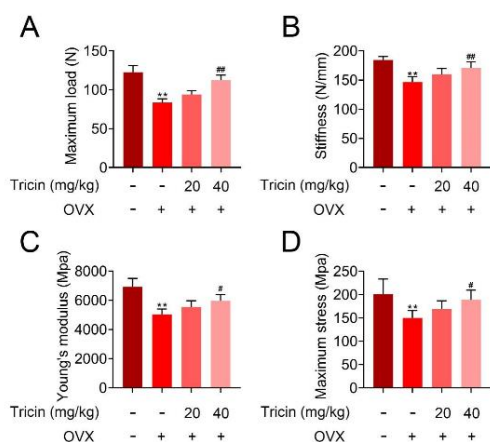 A
Maximum load (N)
150
100
50
0
**
##
Tricin (mg/kg) - - 20 40
OVX - + + +
B
Stiffness (N/mm)
200
150
100
50
0
**
##
Tricin (mg/kg) - - 20 40
OVX - + + +
C
Young's modulus (Mpa)
8000
6000
4000
2000
0
**
#
Tricin (mg/kg) - - 20 40
OVX - + + +
D
Maximum stress (Mpa)
250
200
150
100
50
0
**
#
Tricin (mg/kg) - - 20 40
OVX - + + +